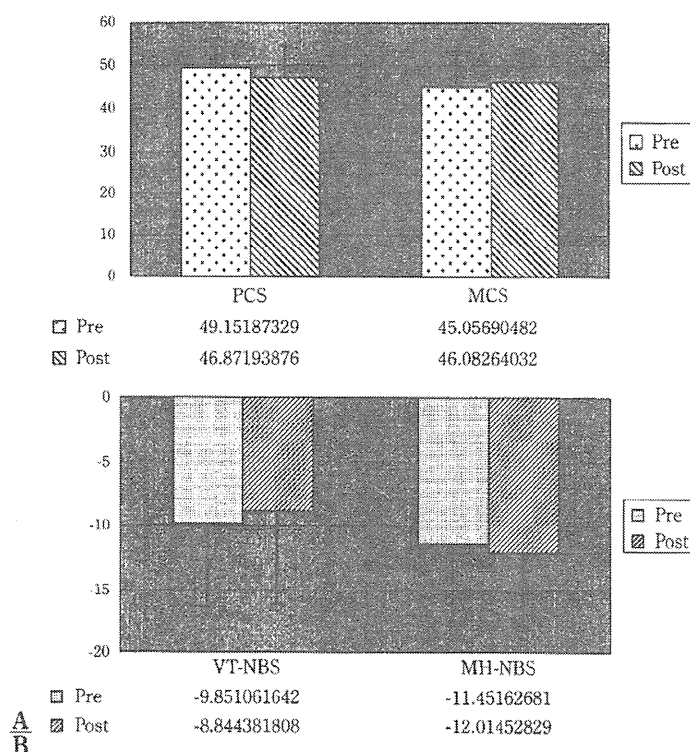 60
50
40
30
20
10
0
Pre
Post
PCS MCS
Pre 49.15187329 45.05690482
Post 46.87193876 46.08264032
0
-5
-10
-15
-20
Pre
Post
VT-NBS MH-NBS
Pre -9.851061642 -11.45162681
Post -8.844381808 -12.01452829
A
B